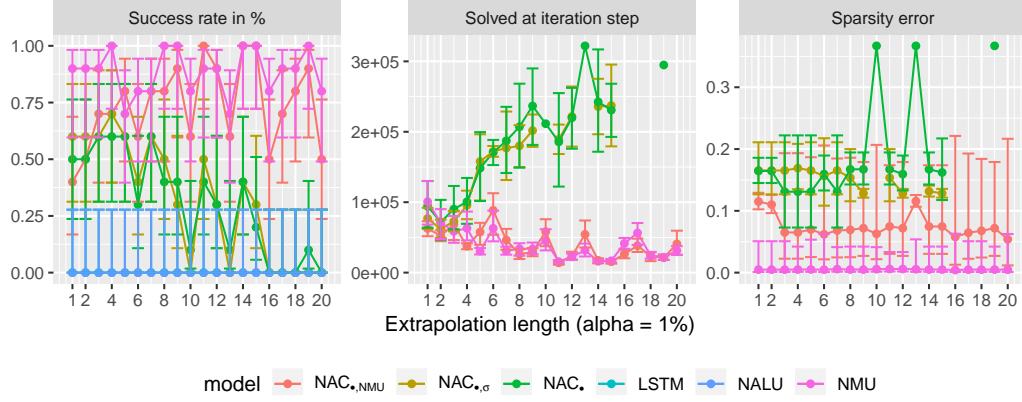 Success rate in %
Solved at iteration step
Sparsity error
1.00
0.75
0.50
0.25
0.00
1 2 4 6 8 10 12 14 16 18 20
3e+05
2e+05
1e+05
0e+00
1 2 4 6 8 10 12 14 16 18 20
0.3
0.2
0.1
0.0
1 2 4 6 8 10 12 14 16 18 20
Extrapolation length (alpha = 1%)
model NAC•,NMU NAC•,σ NAC• LSTM NALU NMU